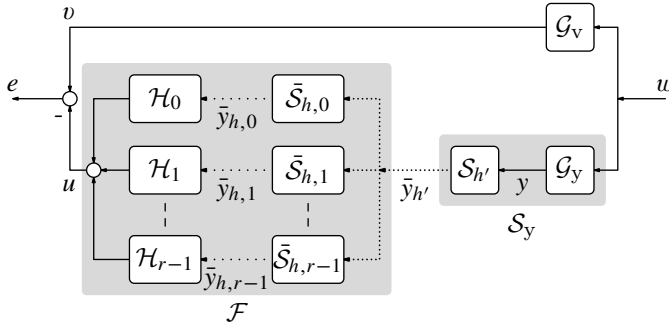 v
𝒢_v
e
ℋ_0
ȳ_{h,0}
𝒮̄_{h,0}
w
-
u
ℋ_1
ȳ_{h,1}
𝒮̄_{h,1}
ȳ_{h'}
𝒮_{h'}
y
𝒢_y
𝒮_y
ℋ_{r−1}
ȳ_{h,r−1}
𝒮̄_{h,r−1}
ℱ